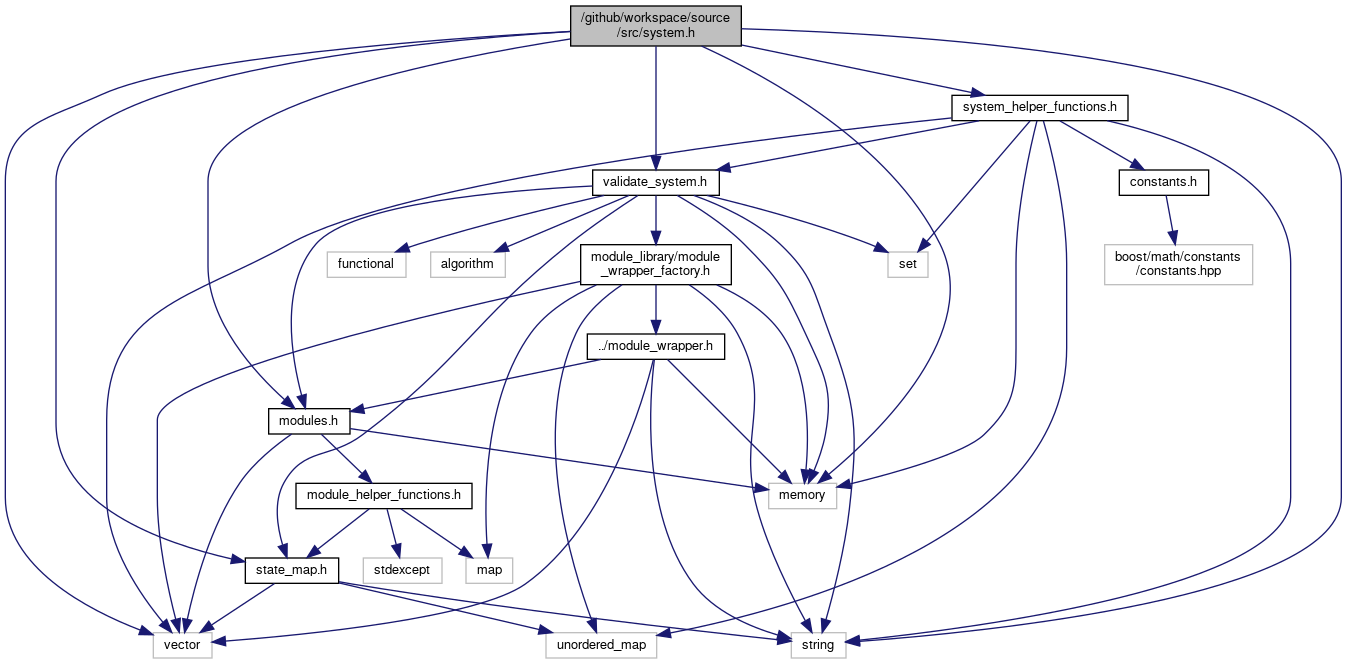 /github/workspace/source
/src/system.h
system_helper_functions.h
validate_system.h
constants.h
functional
algorithm
module_library/module
_wrapper_factory.h
set
boost/math/constants
/constants.hpp
../module_wrapper.h
modules.h
module_helper_functions.h
memory
state_map.h
stdexcept
map
vector
unordered_map
string